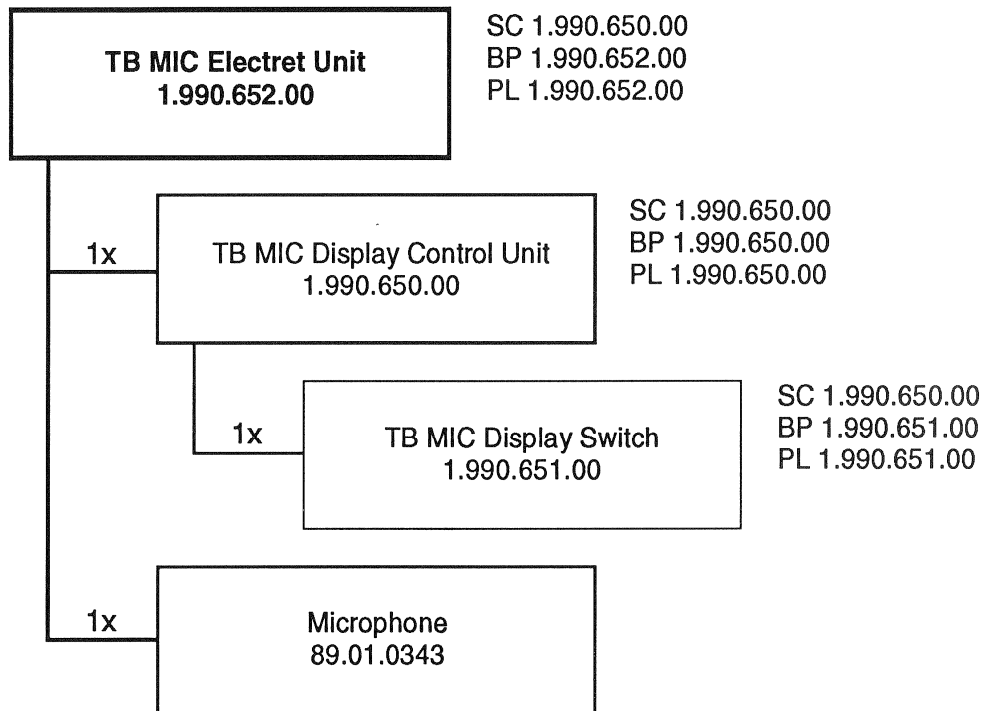 TB MIC Electret Unit
1.990.652.00
SC 1.990.650.00
BP 1.990.652.00
PL 1.990.652.00
1x
TB MIC Display Control Unit
1.990.650.00
SC 1.990.650.00
BP 1.990.650.00
PL 1.990.650.00
1x
TB MIC Display Switch
1.990.651.00
SC 1.990.650.00
BP 1.990.651.00
PL 1.990.651.00
1x
Microphone
89.01.0343